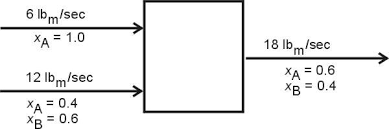 6 lbm/sec
xA = 1.0
12 lbm/sec
xA = 0.4
xB = 0.6
18 lbm/sec
xA = 0.6
xB = 0.4